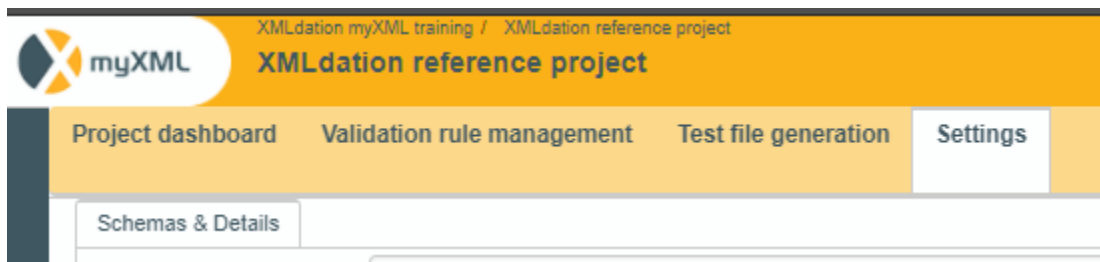 XMLdation myXML training / XMLdation reference project
myXML
XMLdation reference project
Project dashboard Validation rule management Test file generation Settings
Schemas & Details